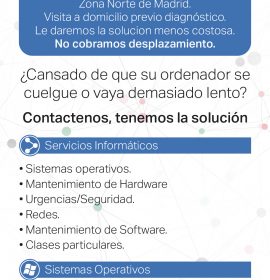 Zona Norte de Madrid.
Visita a domicilio previo diagnóstico.
Le daremos la solucion menos costosa.
No cobramos desplazamiento.
¿Cansado de que su ordenador se
cuelgue o vaya demasiado lento?
Contactenos, tenemos la solución
Servicios Informáticos
• Sistemas operativos.
• Mantenimiento de Hardware
• Urgencias/Seguridad.
• Redes.
• Mantenimiento de Software.
• Clases particulares.
Sistemas Operativos